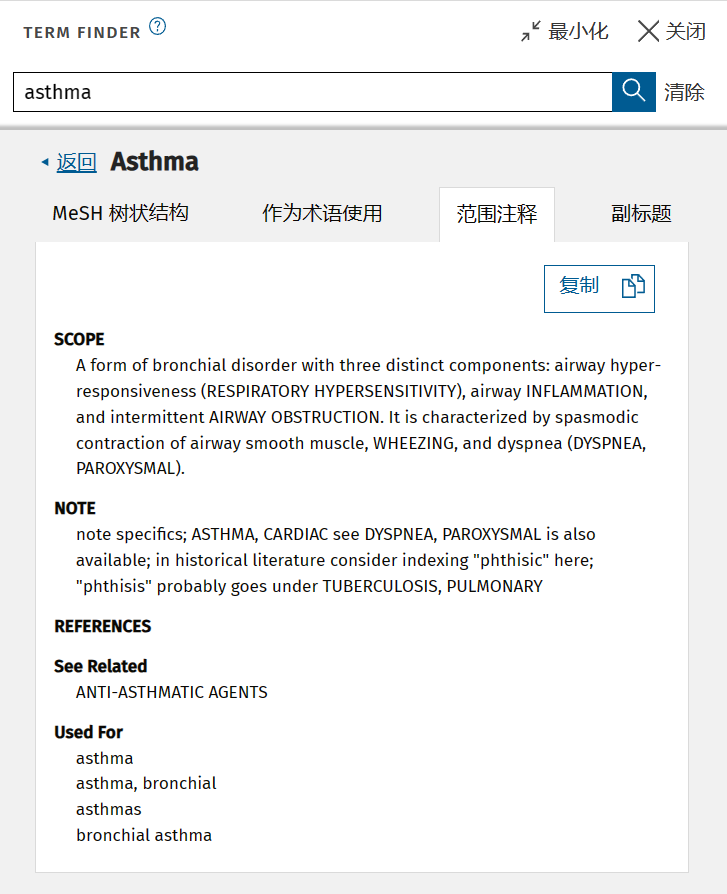 TERM FINDER ?
最小化
关闭
asthma
清除
返回 Asthma
MeSH 树状结构
作为术语使用
范围注释
副标题
复制
SCOPE
A form of bronchial disorder with three distinct components: airway hyper-
responsiveness (RESPIRATORY HYPERSENSITIVITY), airway INFLAMMATION,
and intermittent AIRWAY OBSTRUCTION. It is characterized by spasmodic
contraction of airway smooth muscle, WHEEZING, and dyspnea (DYSPNEA,
PAROXYSMAL).
NOTE
note specifics; ASTHMA, CARDIAC see DYSPNEA, PAROXYSMAL is also
available; in historical literature consider indexing "phthisic" here;
"phthisis" probably goes under TUBERCULOSIS, PULMONARY
REFERENCES
See Related
ANTI-ASTHMATIC AGENTS
Used For
asthma
asthma, bronchial
asthmas
bronchial asthma